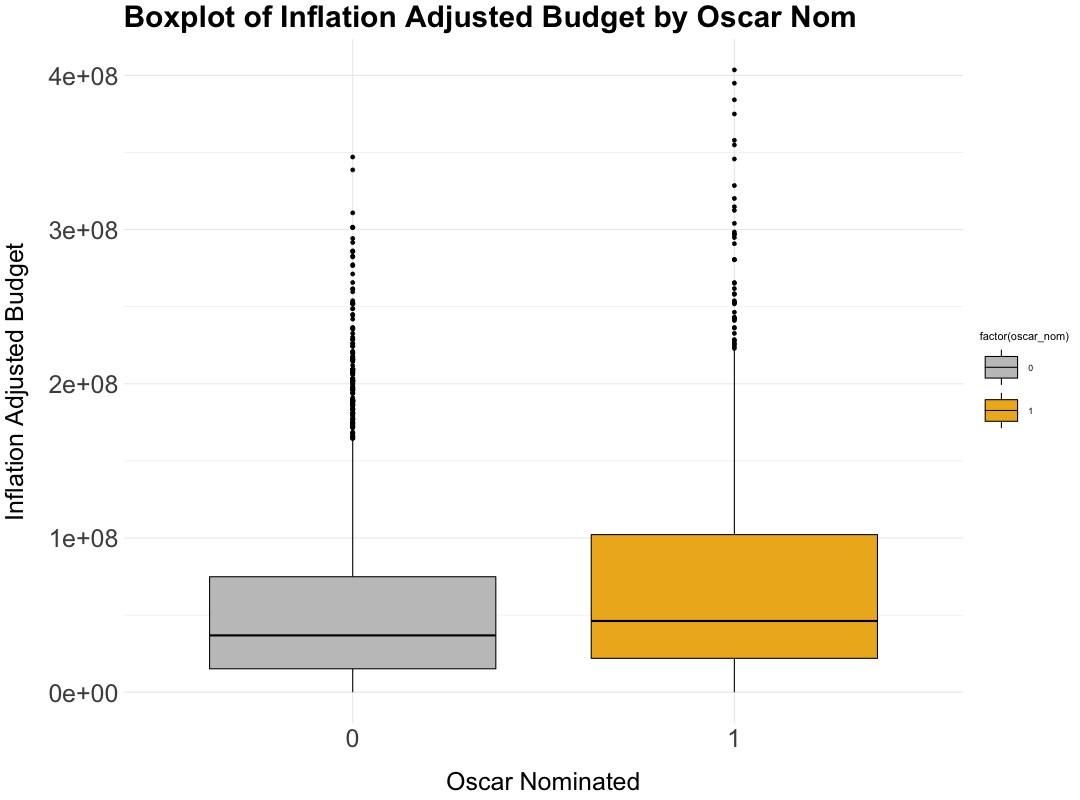 Boxplot of Inflation Adjusted Budget by Oscar Nom
Inflation Adjusted Budget
4e+08
3e+08
2e+08
1e+08
0e+00
0
1
Oscar Nominated
factor(oscar_nom)
0
1